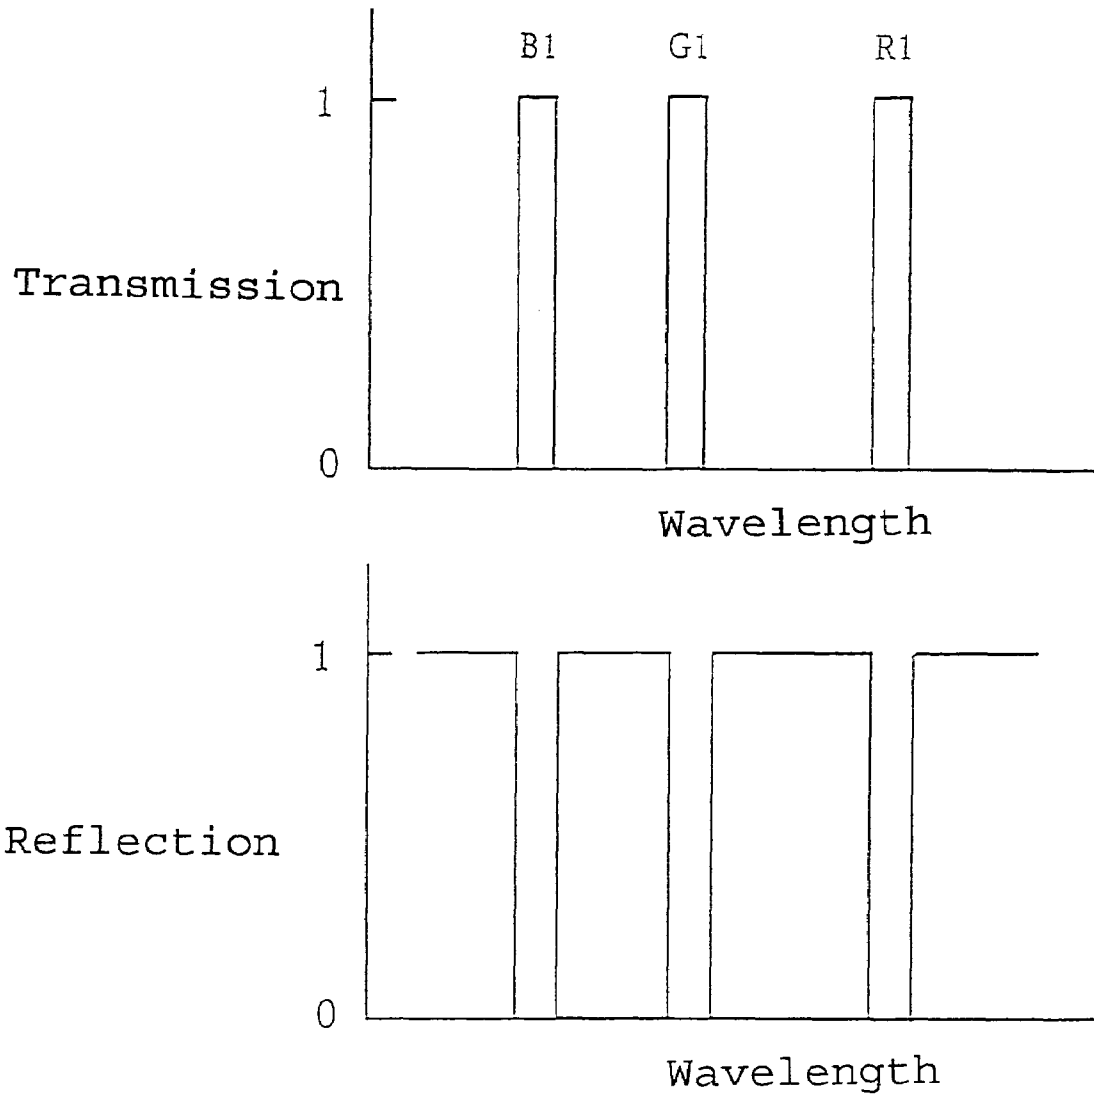 B1 G1 R1
1
Transmission
0
Wavelength
1
Reflection
0
Wavelength